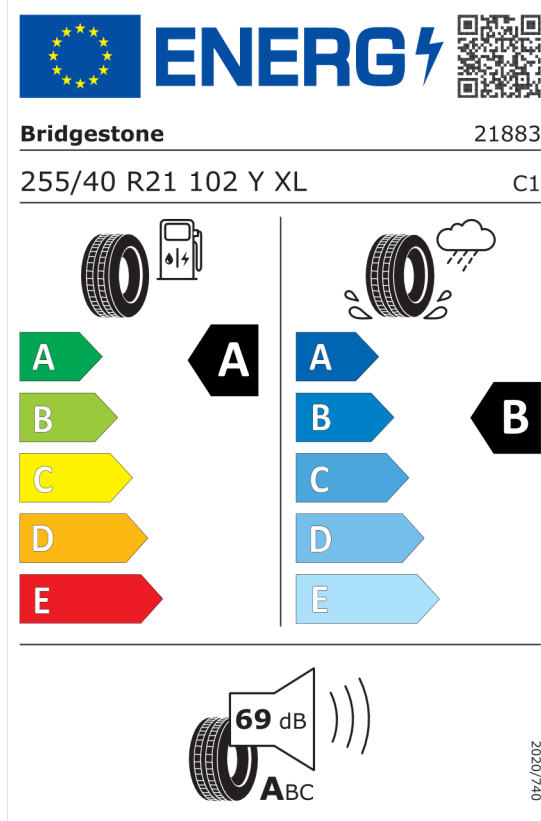 ENERG
Bridgestone 21883
255/40 R21 102 Y XL C1
A A
B
C
D
E
A
B B
C
D
E
69 dB
ABC
2020/740